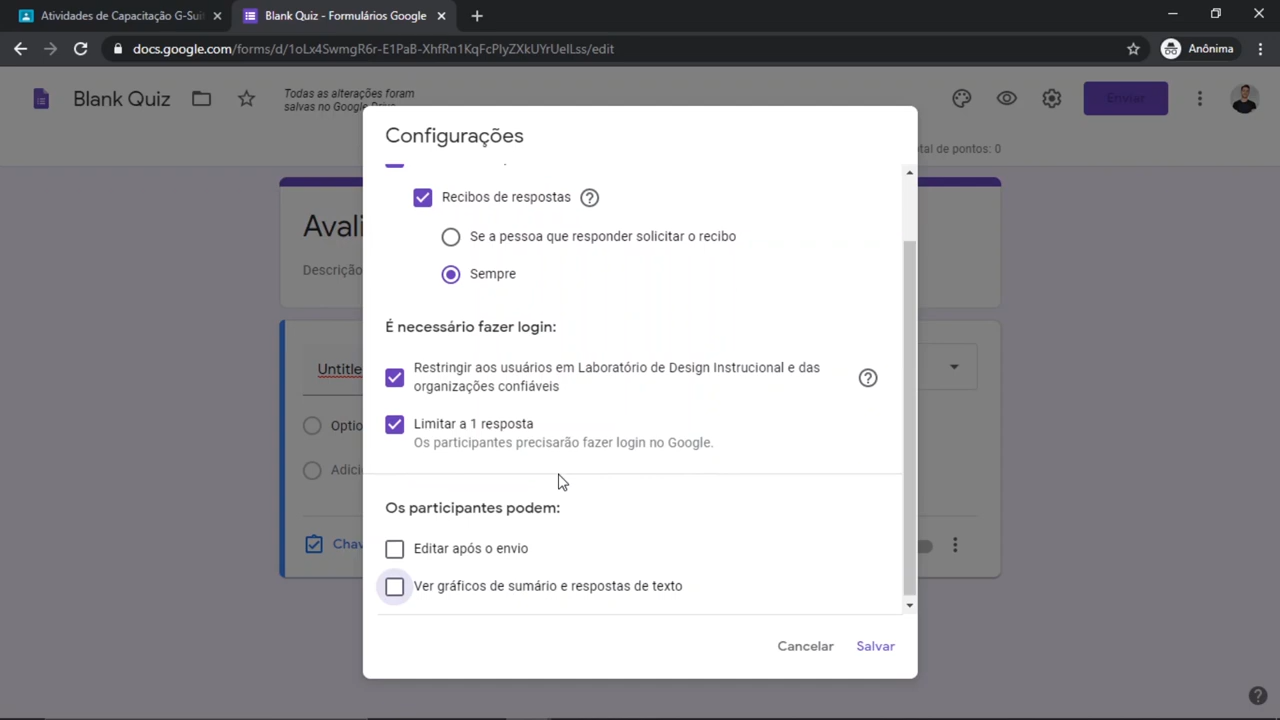 Atividades de Capacitação G-Sui
Blank Quiz - Formulários Google
docs.google.com/forms/d/1oLx4SwmgR6r-E1PaB-XhfRn1KqFcPIyZXkUYrUelLss/edit
Anônima
Blank Quiz
Todas as alterações foram
salvas no Google Drive
Enviar
Configurações
tal de pontos: 0
Recibos de respostas
Avali
Se a pessoa que responder solicitar o recibo
Descrição
Sempre
É necessário fazer login:
Untitle
Restringir aos usuários em Laboratório de Design Instrucional e das
organizações confiáveis
Optio
Limitar a 1 resposta
Os participantes precisarão fazer login no Google.
Adici
Os participantes podem:
Chav
Editar após o envio
Ver gráficos de sumário e respostas de texto
Cancelar
Salvar